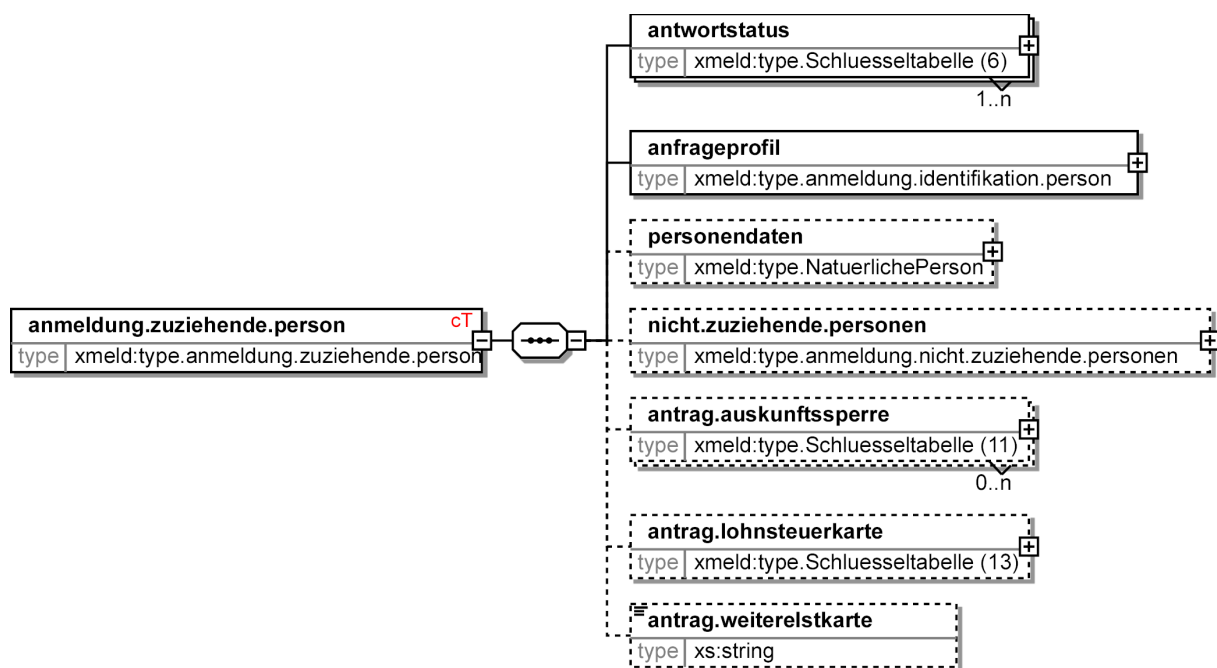 antwortstatus
type xmeld:type.Schluesseltabelle (6)
1..n
anfrageprofil
type xmeld:type.anmeldung.identifikation.person
personendaten
type xmeld:type.NatuerlichePerson
anmeldung.zuziehende.person cT
type xmeld:type.anmeldung.zuziehende.person
nicht.zuziehende.personen
type xmeld:type.anmeldung.nicht.zuziehende.personen
antrag.auskunftssperre
type xmeld:type.Schluesseltabelle (11)
0..n
antrag.lohnsteuerkarte
type xmeld:type.Schluesseltabelle (13)
antrag.weiterelstkarte
type xs:string